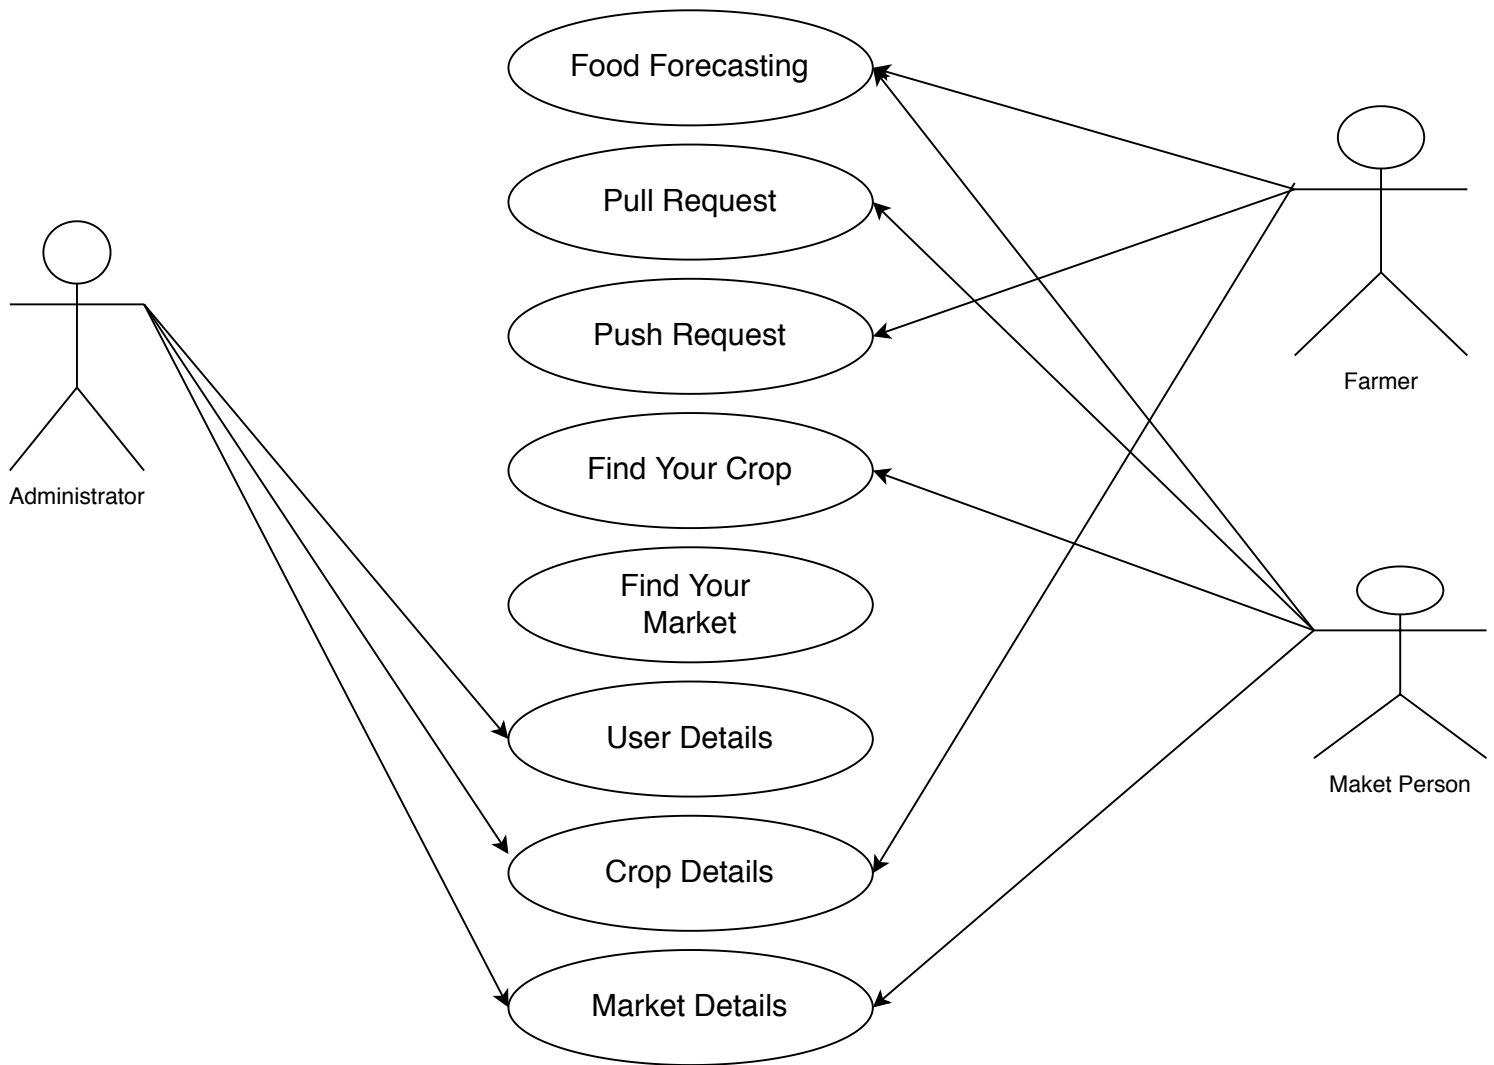 Food Forecasting
Pull Request
Push Request
Farmer
Find Your Crop
Administrator
Find Your
Market
User Details
Maket Person
Crop Details
Market Details